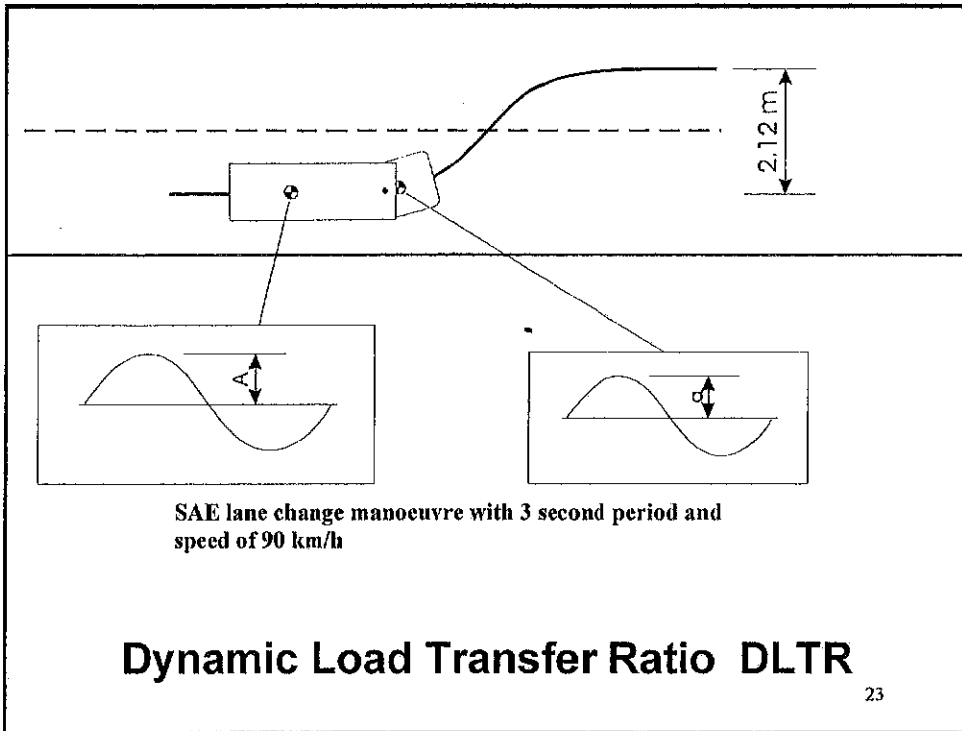 2.12 m
A
a
SAE lane change manoeuvre with 3 second period and
speed of 90 km/h
Dynamic Load Transfer Ratio DLTR
23